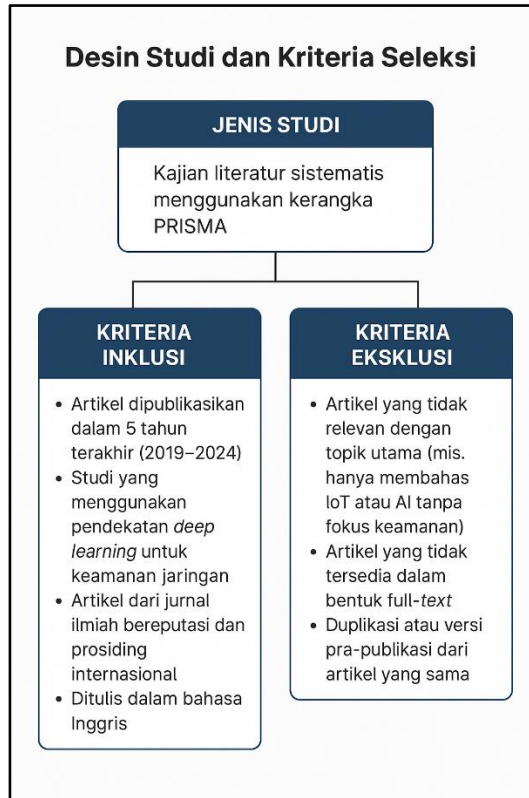 Desin Studi dan Kriteria Seleksi
JENIS STUDI
Kajian literatur sistematis
menggunakan kerangka
PRISMA
KRITERIA
INKLUSI
• Artikel dipublikasikan
dalam 5 tahun
terakhir (2019–2024)
• Studi yang
menggunakan
pendekatan deep
learning untuk
keamanan jaringan
• Artikel dari jurnal
ilmiah bereputasi dan
prosiding
internasional
• Ditulis dalam bahasa
Inggris
KRITERIA
EKSKLUSI
• Artikel yang tidak
relevan dengan
topik utama (mis.
hanya membahas
IoT atau AI tanpa
fokus keamanan)
• Artikel yang tidak
tersedia dalam
bentuk full-text
• Duplikasi atau versi
pra-publikasi dari
artikel yang sama